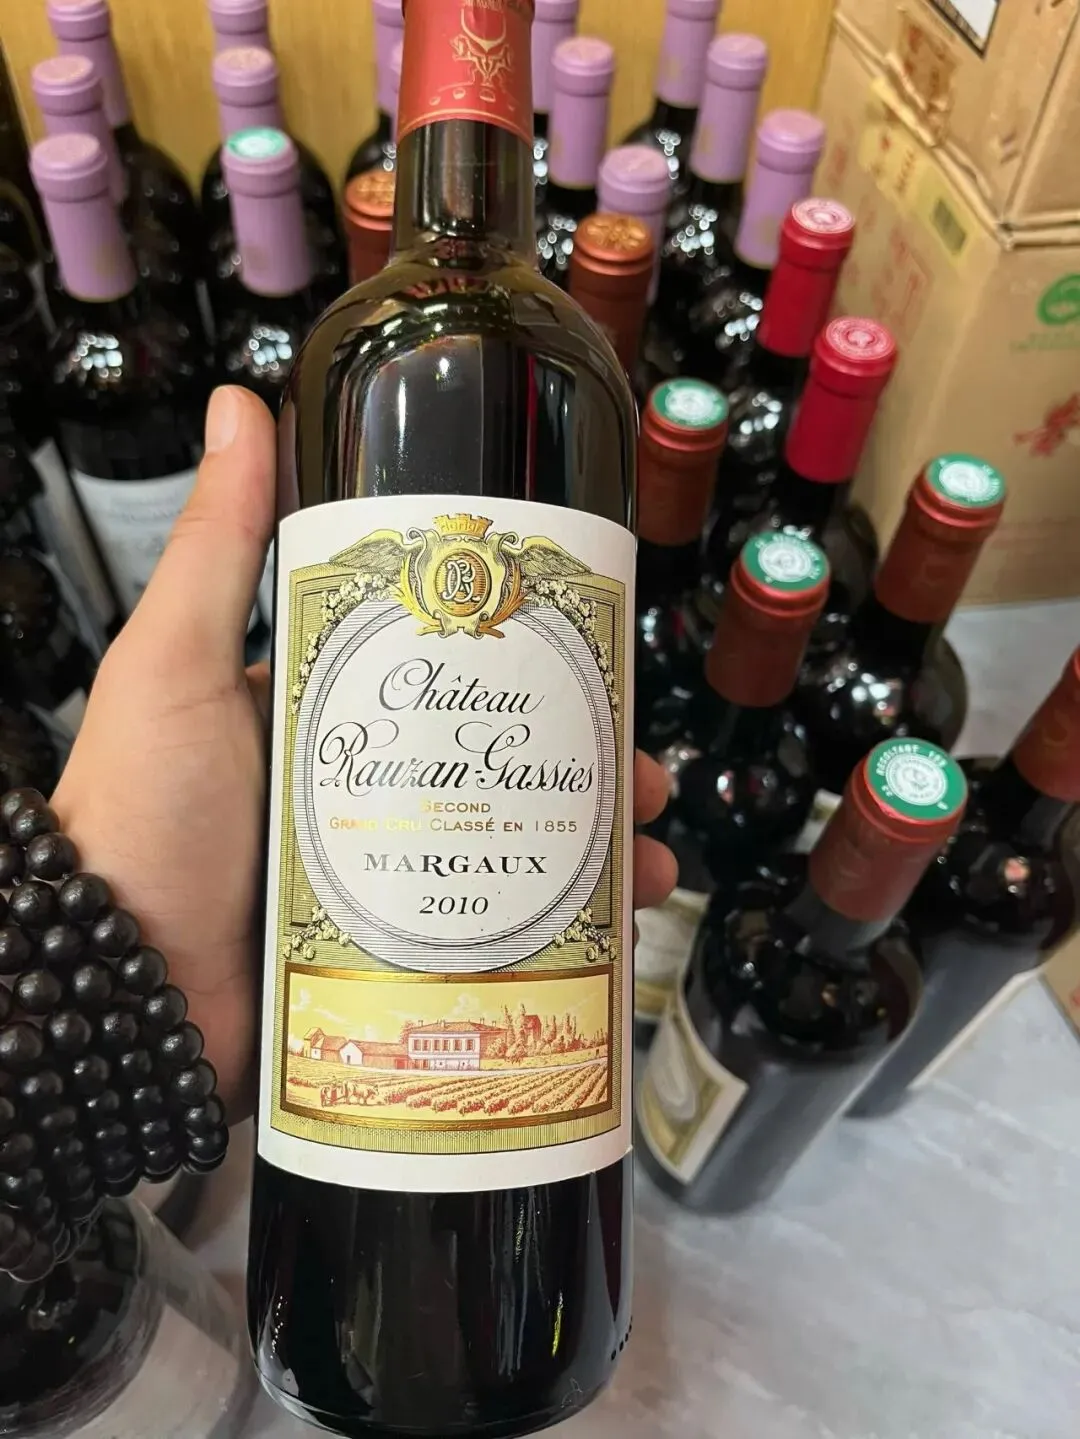 Château
Rauzan-Gassies
SECOND
GRAND CRU CLASSÉ EN 1855
MARGAUX
2010